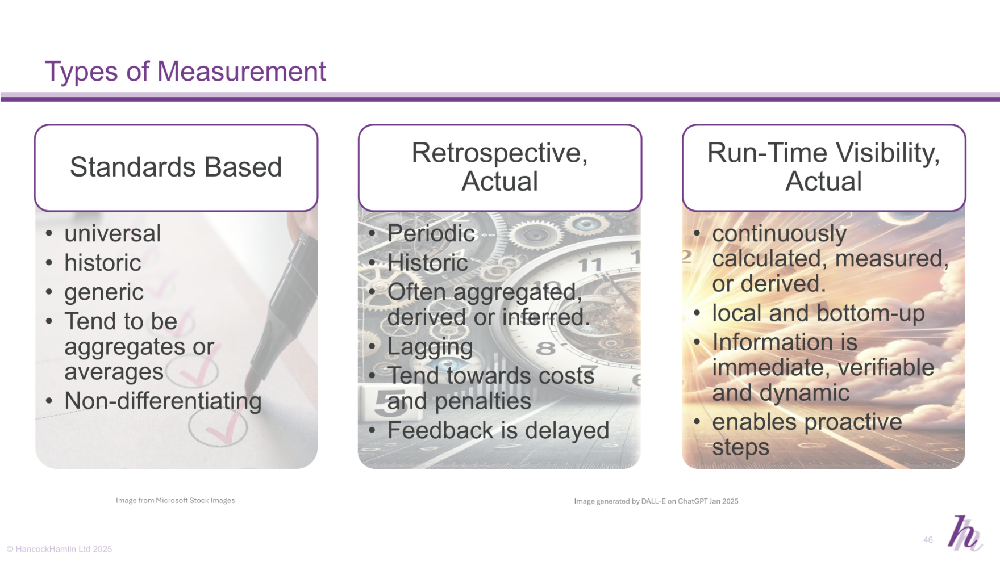 Types of Measurement
Standards Based
• universal
• historic
• generic
• Tend to be
aggregates or
averages
• Non-differentiating
Retrospective,
Actual
• Periodic
• Historic
• Often aggregated,
derived or inferred.
• Lagging
• Tend towards costs
and penalties
• Feedback is delayed
Run-Time Visibility,
Actual
• continuously
calculated, measured,
or derived.
• local and bottom-up
• Information is
immediate, verifiable
and dynamic
• enables proactive
steps
Image from Microsoft Stock Images
Image generated by DALL-E on ChatGPT Jan 2025
© HancockHamlin Ltd 2025
46
hh